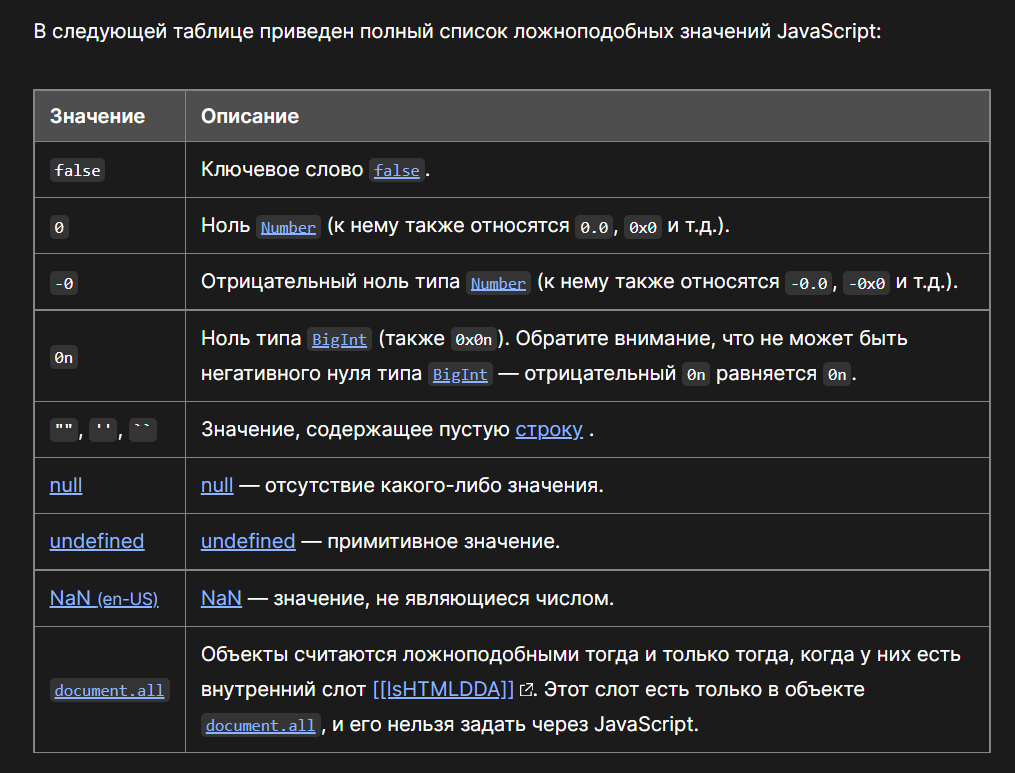 В следующей таблице приведен полный список ложноподобных значений JavaScript:
Значение Описание
false Ключевое слово false.
0 Ноль Number (к нему также относятся 0.0, 0x0 и т.д.).
-0 Отрицательный ноль типа Number (к нему также относятся -0.0, -0x0 и т.д.).
0n Ноль типа BigInt (также 0x0n). Обратите внимание, что не может быть
негативного нуля типа BigInt — отрицательный 0n равняется 0n.
"", '', `` Значение, содержащее пустую строку .
null null — отсутствие какого-либо значения.
undefined undefined — примитивное значение.
NaN (en-US) NaN — значение, не являющиеся числом.
document.all Объекты считаются ложноподобными тогда и только тогда, когда у них есть
внутренний слот [[IsHTMLDDA]]. Этот слот есть только в объекте
document.all, и его нельзя задать через JavaScript.